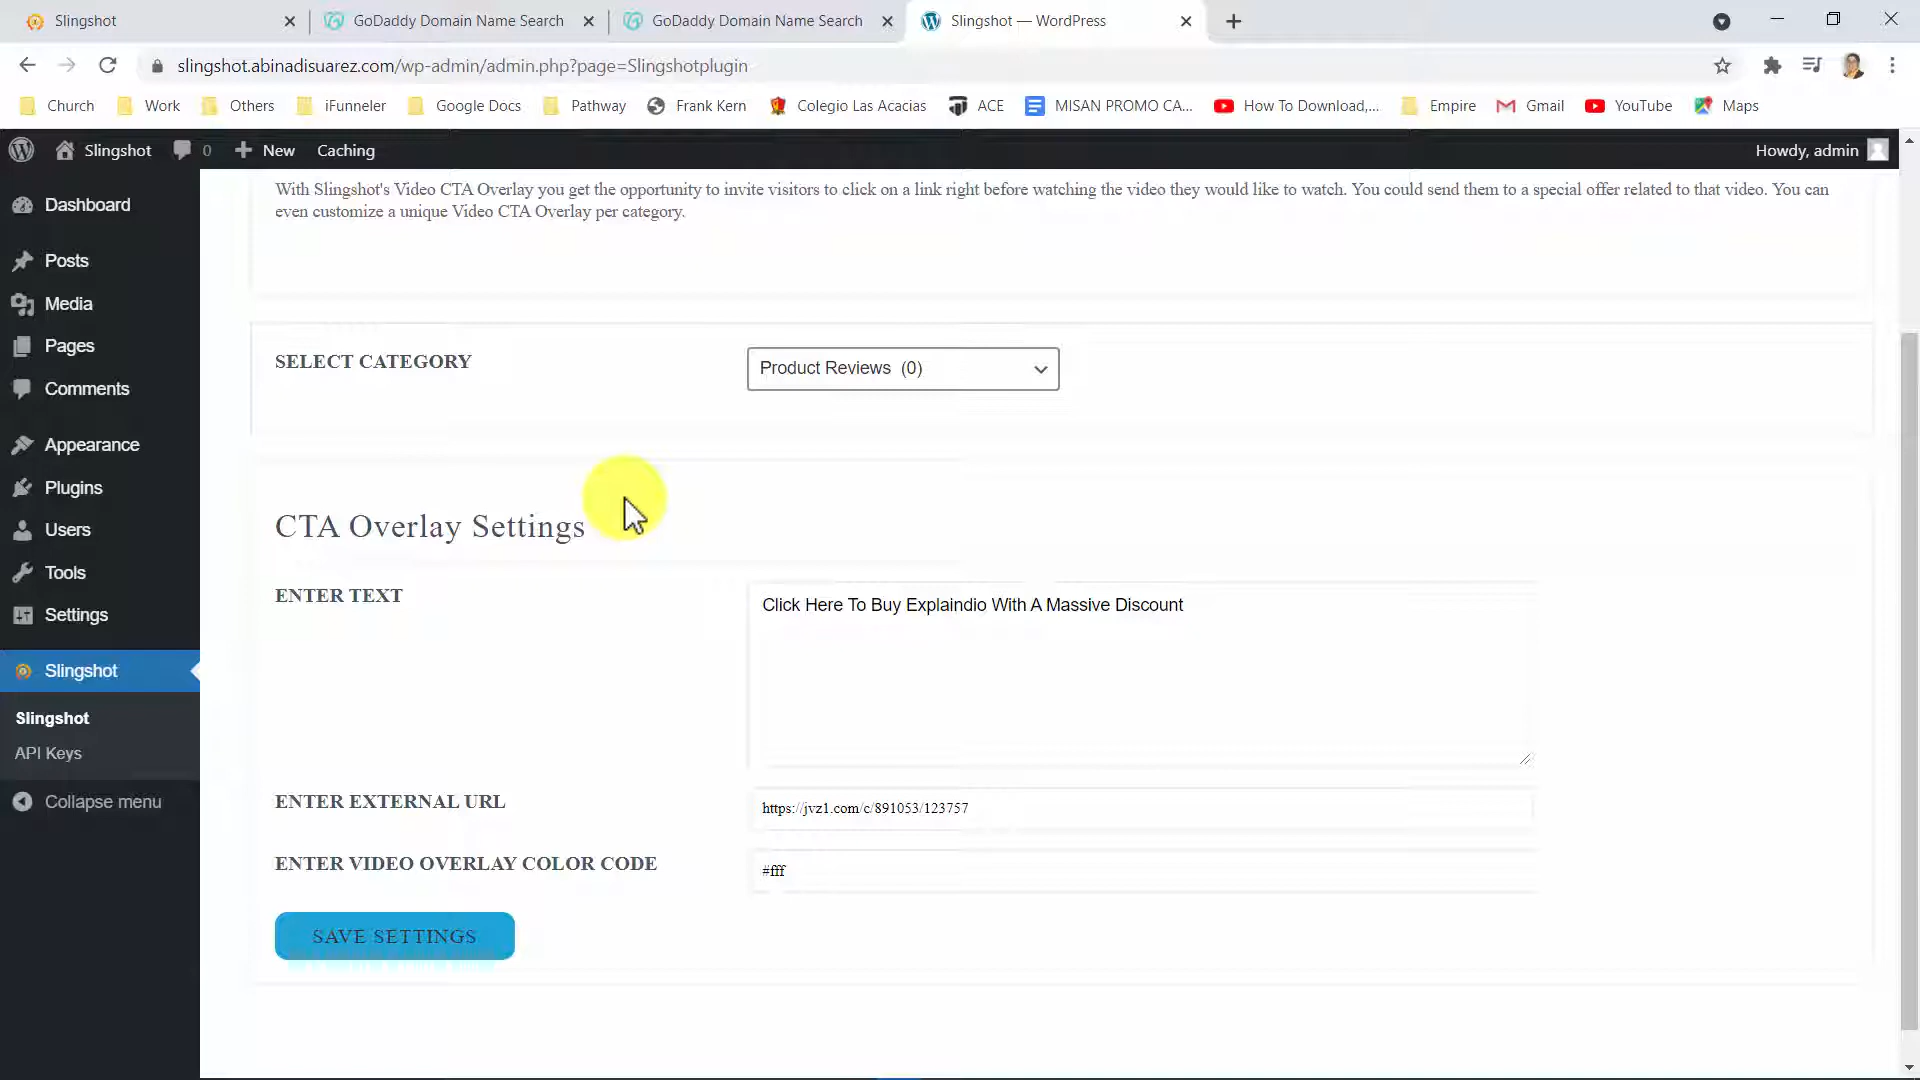 Slingshot
GoDaddy Domain Name Search
GoDaddy Domain Name Search
Slingshot — WordPress
slingshot.abinadisuarez.com/wp-admin/admin.php?page=Slingshotplugin
Church
Work
Others
iFunneler
Google Docs
Pathway
Frank Kern
Colegio Las Acacias
ACE
MISAN PROMO CA...
How To Download,...
Empire
Gmail
YouTube
Maps
Slingshot
0
New
Caching
Howdy, admin
Dashboard
Posts
Media
Pages
Comments
Appearance
Plugins
Users
Tools
Settings
Slingshot
Slingshot
API Keys
Collapse menu
With Slingshot's Video CTA Overlay you get the opportunity to invite visitors to click on a link right before watching the video they would like to watch. You could send them to a special offer related to that video. You can
even customize a unique Video CTA Overlay per category.
SELECT CATEGORY
Product Reviews (0)
CTA Overlay Settings
ENTER TEXT
Click Here To Buy Explaindio With A Massive Discount
ENTER EXTERNAL URL
https://jvz1.com/c/891053/123757
ENTER VIDEO OVERLAY COLOR CODE
#fff
SAVE SETTINGS